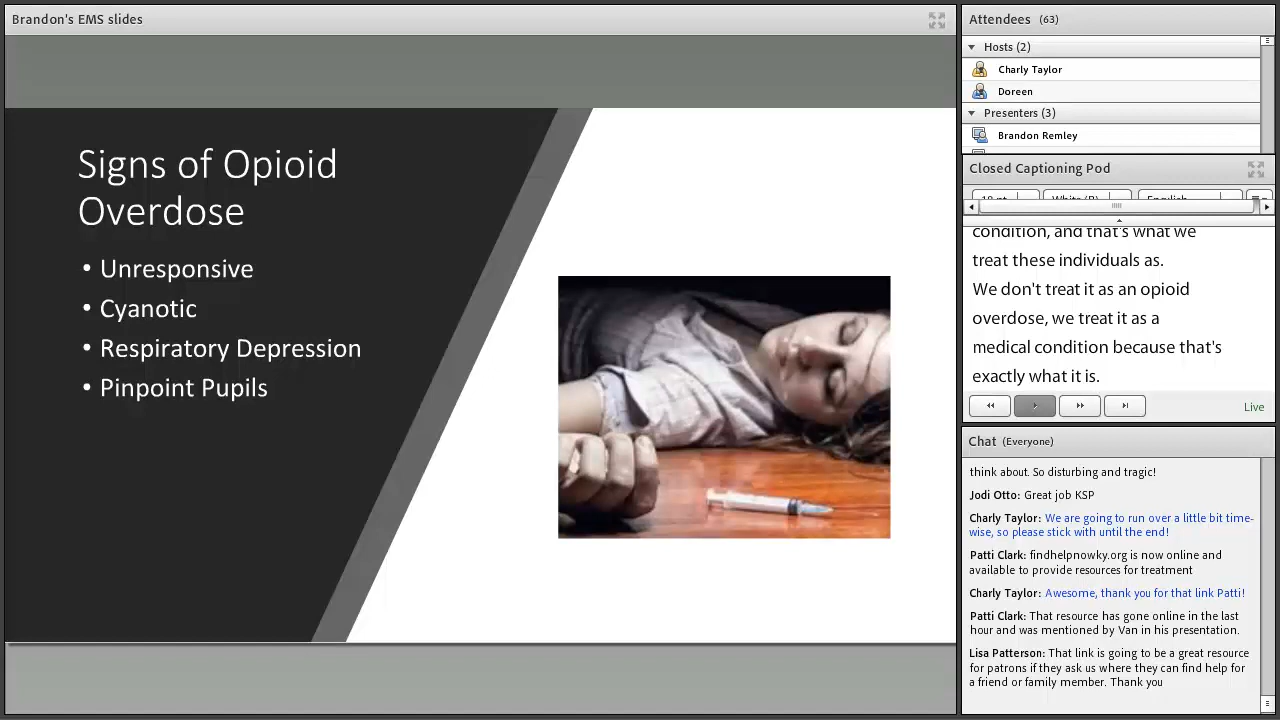 Brandon's EMS slides
Signs of Opioid
Overdose
• Unresponsive
• Cyanotic
• Respiratory Depression
• Pinpoint Pupils
Attendees (63)
Hosts (2)
Charly Taylor
Doreen
Presenters (3)
Brandon Remley
Closed Captioning Pod
English
condition, and that's what we
treat these individuals as.
We don't treat it as an opioid
overdose, we treat it as a
medical condition because that's
exactly what it is.
Live
Chat (Everyone)
think about. So disturbing and tragic!
Jodi Otto: Great job KSP
Charly Taylor: We are going to run over a little bit time-
wise, so please stick with until the end!
Patti Clark: findhelpnowky.org is now online and
available to provide resources for treatment
Charly Taylor: Awesome, thank you for that link Patti!
Patti Clark: That resource has gone online in the last
hour and was mentioned by Van in his presentation.
Lisa Patterson: That link is going to be a great resource
for patrons if they ask us where they can find help for
a friend or family member. Thank you